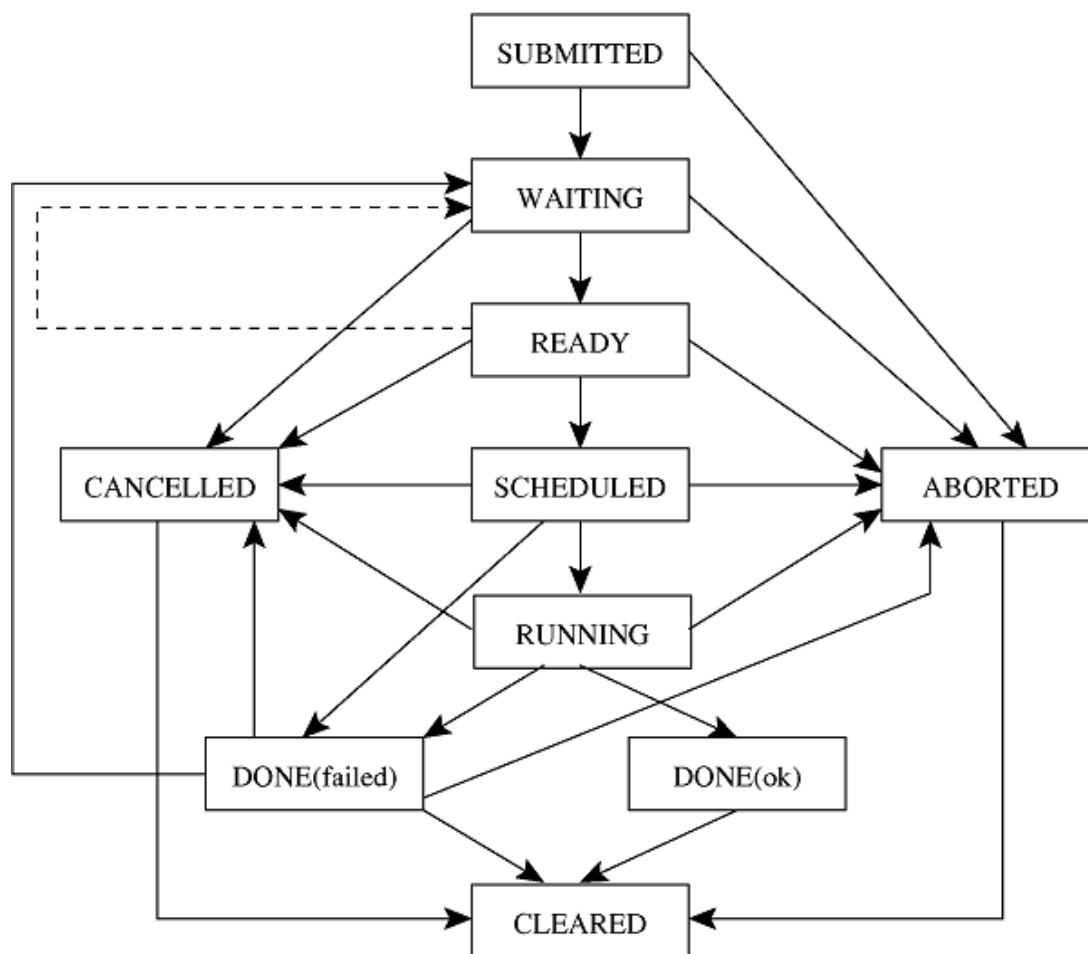 SUBMITTED
WAITING
READY
CANCELLED
SCHEDULED
ABORTED
RUNNING
DONE(failed)
DONE(ok)
CLEARED